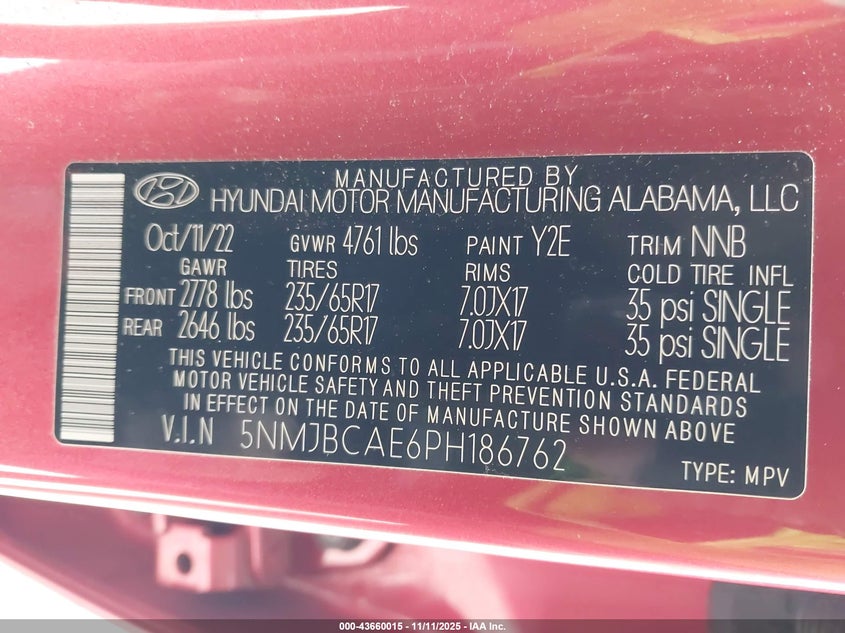 MANUFACTURED BY
HYUNDAI MOTOR MANUFACTURING ALABAMA, LLC
Oct/11/22 GVWR 4761 lbs PAINT Y2E TRIM NNB
GAWR TIRES RIMS COLD TIRE INFL
FRONT 2778 lbs 235/65R17 7.0JX17 35 psi SINGLE
REAR 2646 lbs 235/65R17 7.0JX17 35 psi SINGLE
THIS VEHICLE CONFORMS TO ALL APPLICABLE U.S.A. FEDERAL
MOTOR VEHICLE SAFETY AND THEFT PREVENTION STANDARDS
IN EFFECT ON THE DATE OF MANUFACTURE SHOWN ABOVE
V.I.N 5NMJBCAE6PH186762
TYPE: MPV
000-43660015 - 11/11/2025 - IAA Inc.